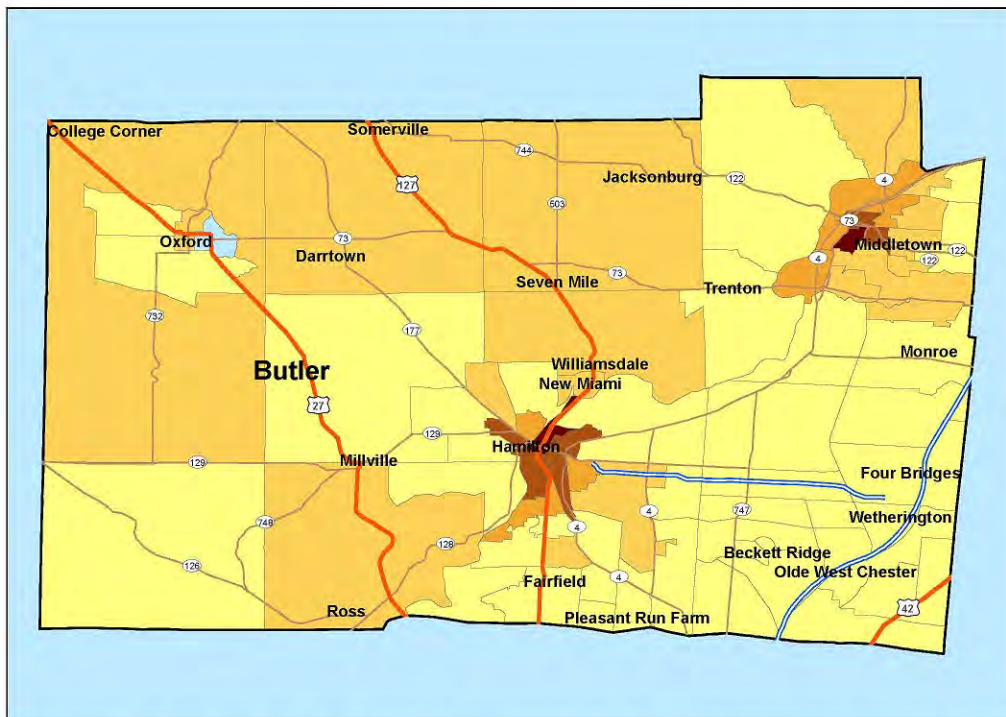 College Corner
Somerville
744
127
Jacksonburg
122
4
503
73
Oxford
73
Darrtown
Middletown
122
122
4
Seven Mile
73
Trenton
732
177
Monroe
Williamsdale
New Miami
Butler
27
129
Hamilton
129
Millville
Four Bridges
4
747
Wetherington
748
128
4
Beckett Ridge
126
Olde West Chester
Fairfield
4
Ross
Pleasant Run Farm
42